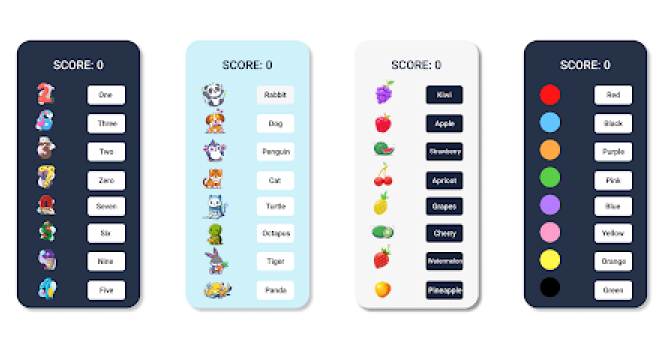 SCORE: 0
One
Three
Two
Zero
Seven
Six
Nine
Five
SCORE: 0
Rabbit
Dog
Penguin
Cat
Turtle
Octopus
Tiger
Panda
SCORE: 0
Kiwi
Apple
Strawberry
Apricot
Grapes
Cherry
Watermelon
Pineapple
SCORE: 0
Red
Black
Purple
Pink
Blue
Yellow
Orange
Green